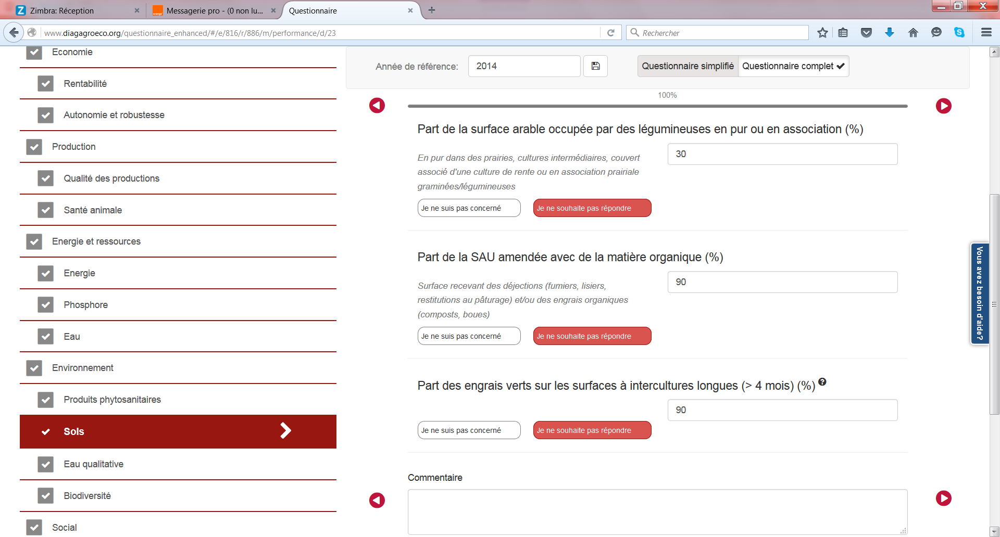 Zimbra: Réception
Messagerie pro - (0 non lu...
Questionnaire
www.diagagroeco.org/questionnaire_enhanced/#/e/816/r/886/m/performance/d/23
Rechercher
Economie
Rentabilité
Autonomie et robustesse
Production
Qualité des productions
Santé animale
Energie et ressources
Energie
Phosphore
Eau
Environnement
Produits phytosanitaires
Sols
Eau qualitative
Biodiversité
Social
Année de référence:
2014
Questionnaire simplifié
Questionnaire complet
100%
Part de la surface arable occupée par des légumineuses en pur ou en association (%)
30
En pur dans des prairies, cultures intermédiaires, couvert
associé d'une culture de rente ou en association prairiale
graminées/légumineuses
Je ne suis pas concerné
Je ne souhaite pas répondre
Part de la SAU amendée avec de la matière organique (%)
90
Surface recevant des déjections (fumiers, lisiers,
restitutions au pâturage) et/ou des engrais organiques
(composts, boues)
Je ne suis pas concerné
Je ne souhaite pas répondre
Part des engrais verts sur les surfaces à intercultures longues (> 4 mois) (%)
90
Je ne suis pas concerné
Je ne souhaite pas répondre
Commentaire
Vous avez besoin d'aide?